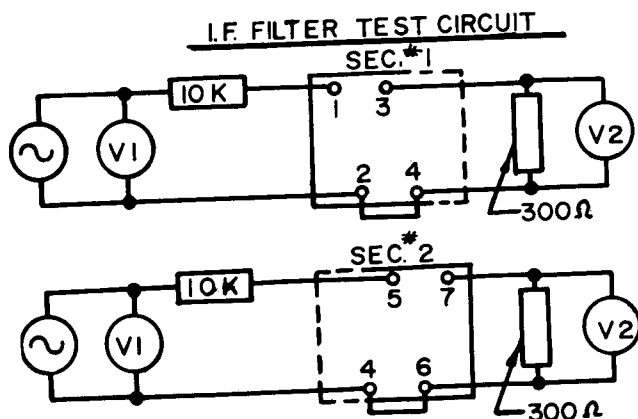 I.F. FILTER TEST CIRCUIT
SEC.#1
10K
1 3
V1
V2
2 4
300Ω
SEC.#2
10K
5 7
V1
V2
4 6
300Ω